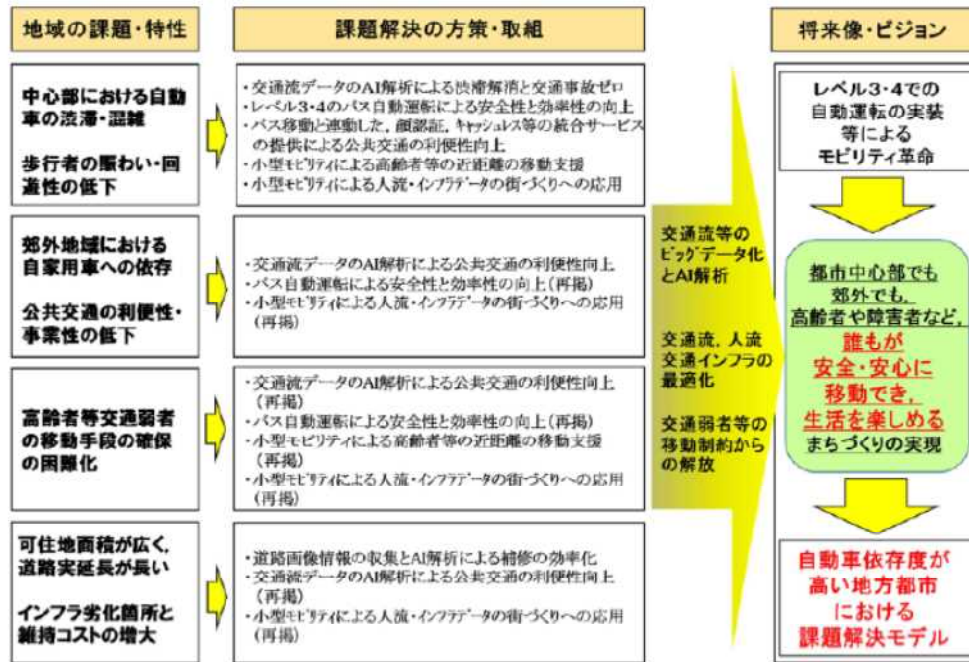 地域の課題・特性
課題解決の方策・取組
将来像・ビジョン
中心部における自動
車の渋滞・混雑
歩行者の賑わい・回
遊性の低下
・交通流データのAI解析による渋滞解消と交通事故ゼロ
・レベル3・4のバス自動運転による安全性と効率性の向上
・バス移動と連動した，顔認証，キャッシュレス等の統合サービス
の提供による公共交通の利便性向上
・小型モビリティによる高齢者等の近距離の移動支援
・小型モビリティによる人流・インフラデータの街づくりへの応用
郊外地域における
自家用車への依存
公共交通の利便性・
事業性の低下
・交通流データのAI解析による公共交通の利便性向上
・バス自動運転による安全性と効率性の向上(再掲)
・小型モビリティによる人流・インフラデータの街づくりへの応用
(再掲)
高齢者等交通弱者
の移動手段の確保
の困難化
・交通流データのAI解析による公共交通の利便性向上
(再掲)
・バス自動運転による安全性と効率性の向上(再掲)
・小型モビリティによる高齢者等の近距離の移動支援
(再掲)
・小型モビリティによる人流・インフラデータの街づくりへの応用
(再掲)
可住地面積が広く，
道路実延長が長い
インフラ劣化箇所と
維持コストの増大
・道路画像情報の収集とAI解析による補修の効率化
・交通流データのAI解析による公共交通の利便性向上
(再掲)
・小型モビリティによる人流・インフラデータの街づくりへの応用
(再掲)
交通流等の
ビッグデータ化
とAI解析
交通流，人流
交通インフラの
最適化
交通弱者等の
移動制約から
の解放
レベル3・4での
自動運転の実装
等による
モビリティ革命
都市中心部でも
郊外でも，
高齢者や障害者など，
誰もが
安全・安心に
移動でき，
生活を楽しめる
まちづくりの実現
自動車依存度が
高い地方都市
における
課題解決モデル